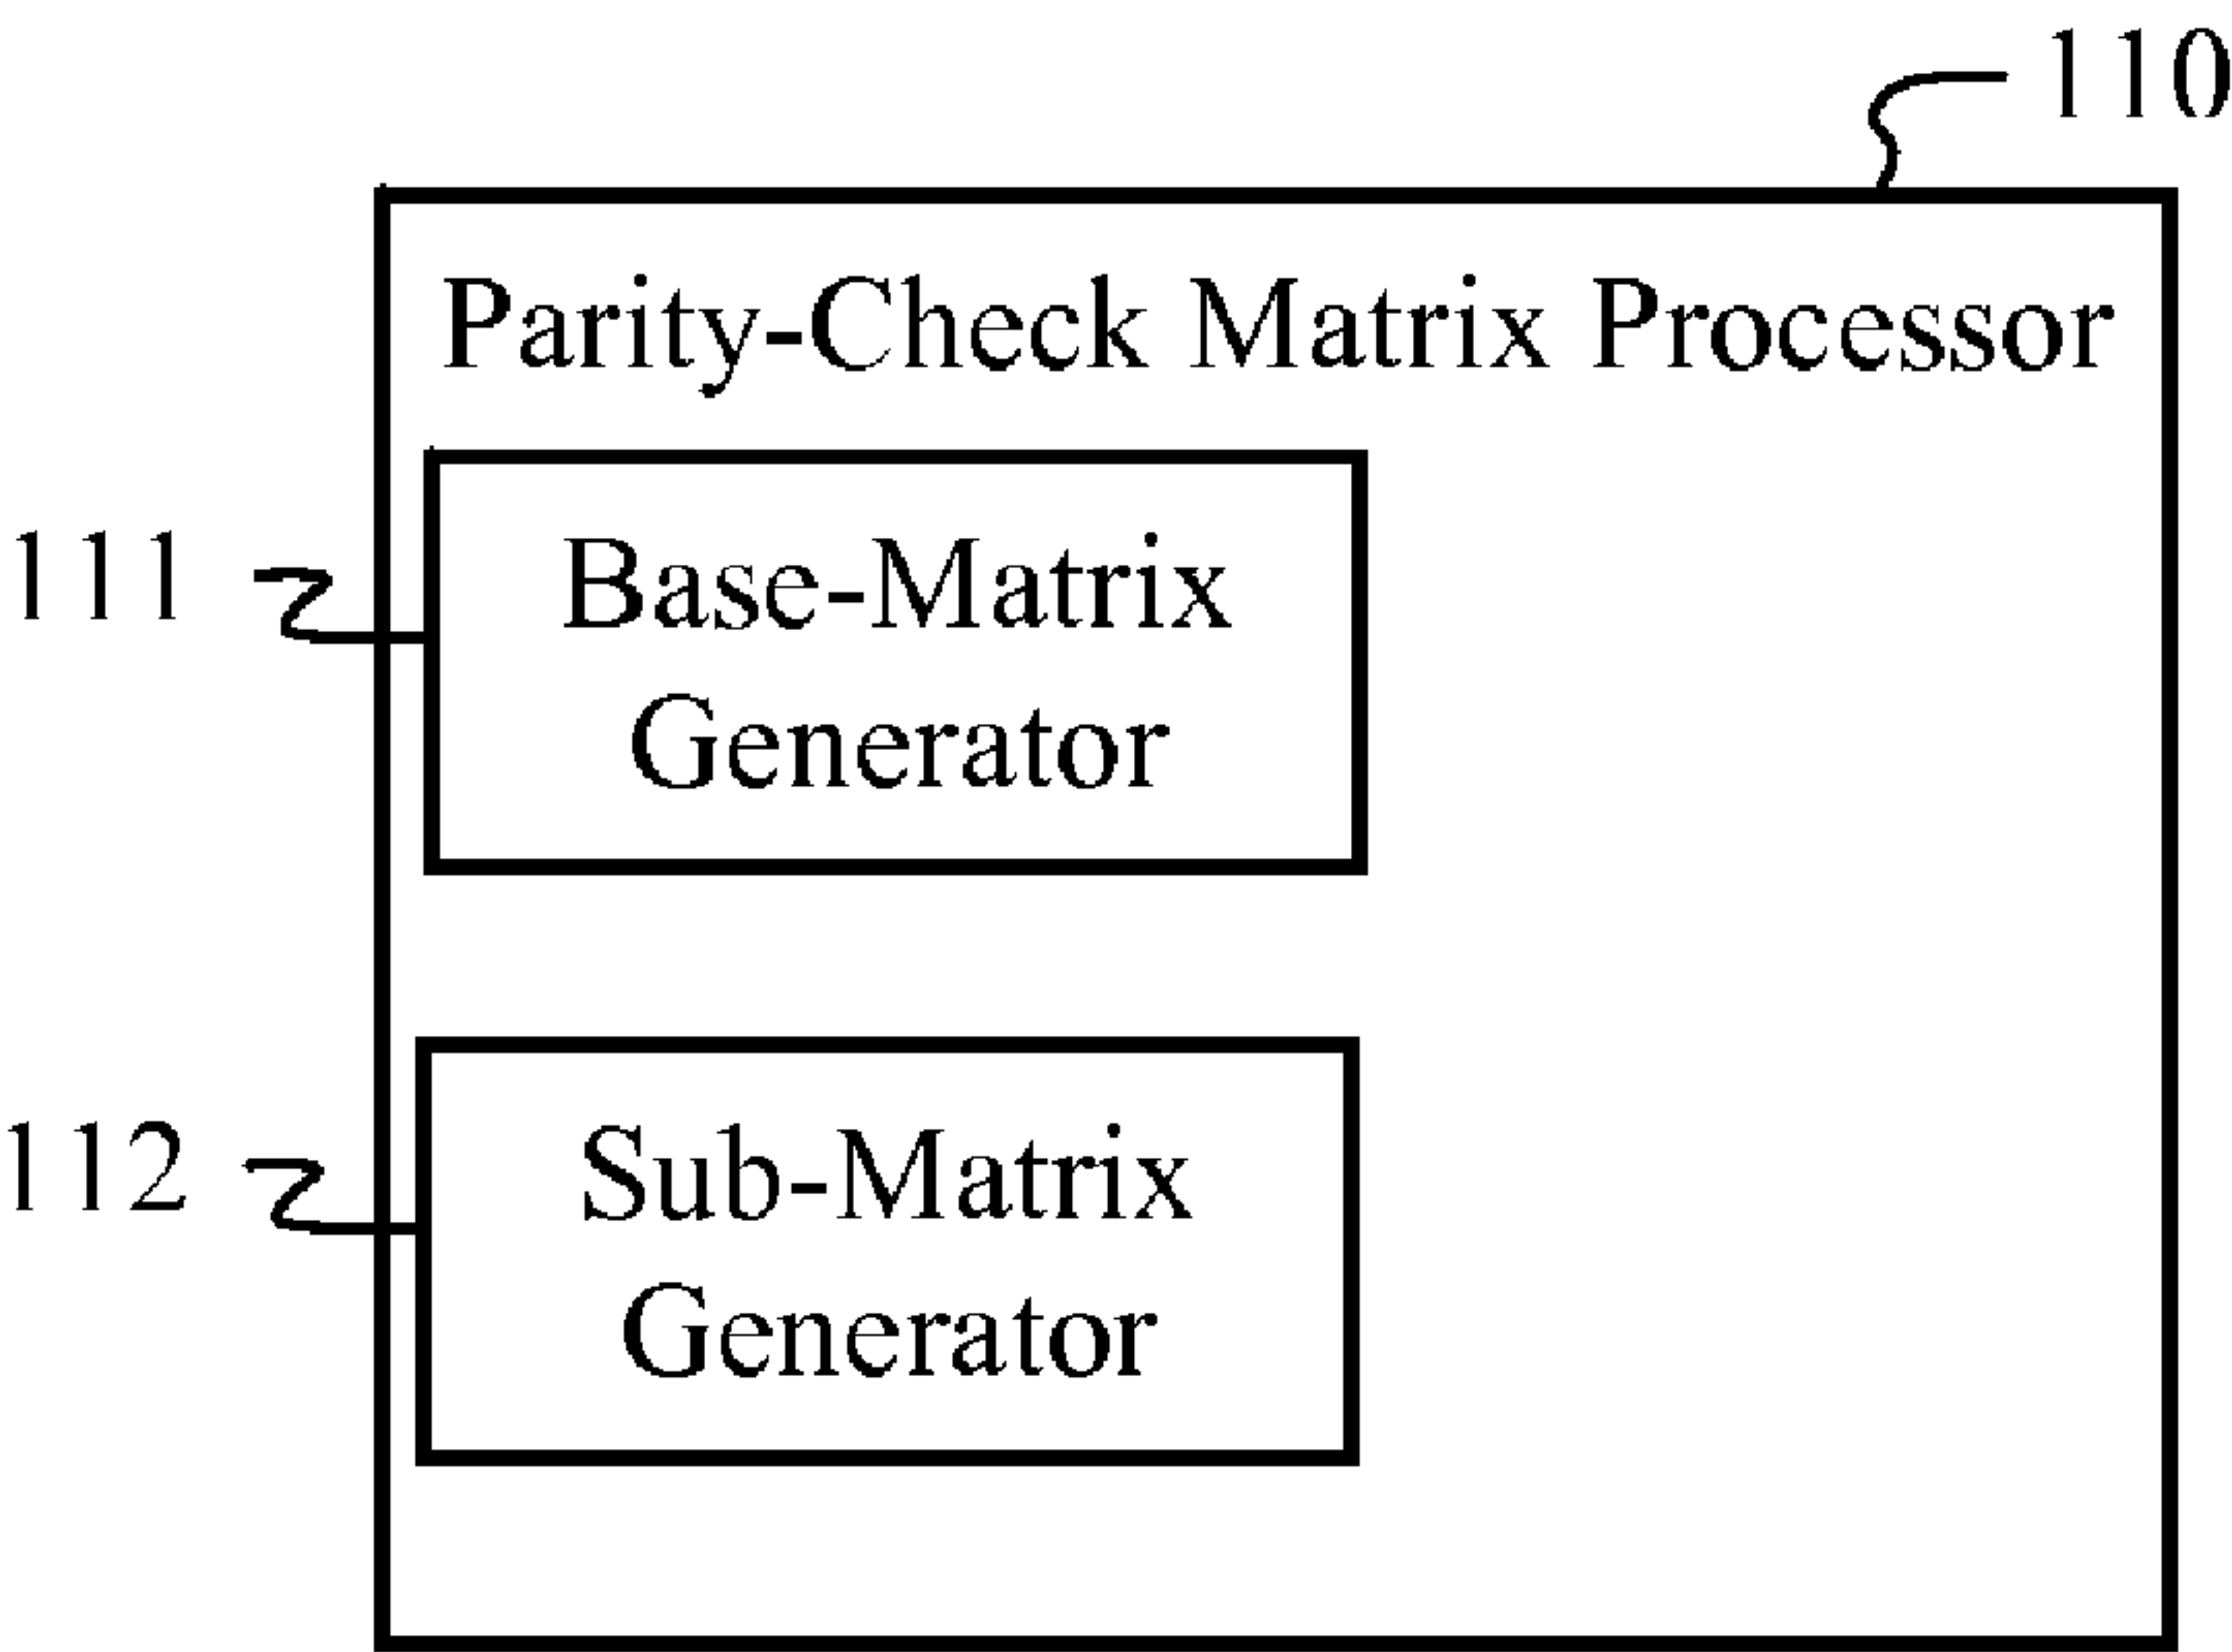 110
Parity-Check Matrix Processor
111
Base-Matrix
Generator
112
Sub-Matrix
Generator